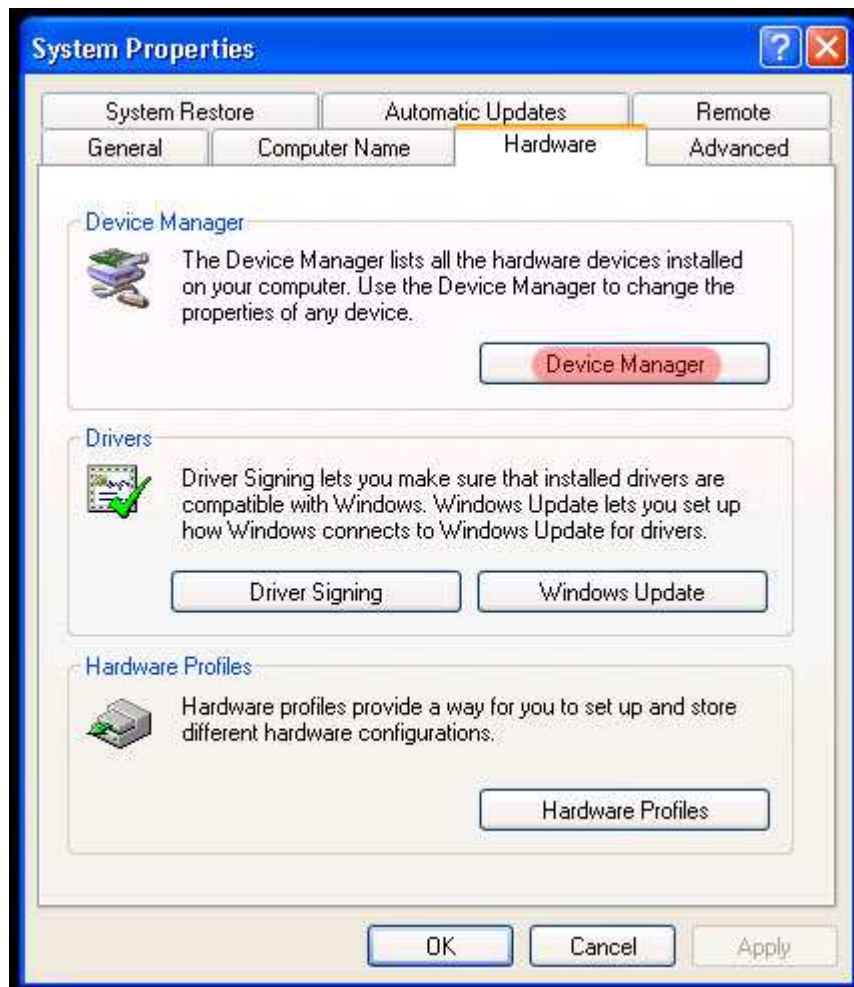 System Properties
System Restore Automatic Updates Remote
General Computer Name Hardware Advanced
Device Manager
The Device Manager lists all the hardware devices installed
on your computer. Use the Device Manager to change the
properties of any device.
Device Manager
Drivers
Driver Signing lets you make sure that installed drivers are
compatible with Windows. Windows Update lets you set up
how Windows connects to Windows Update for drivers.
Driver Signing Windows Update
Hardware Profiles
Hardware profiles provide a way for you to set up and store
different hardware configurations.
Hardware Profiles
OK Cancel Apply